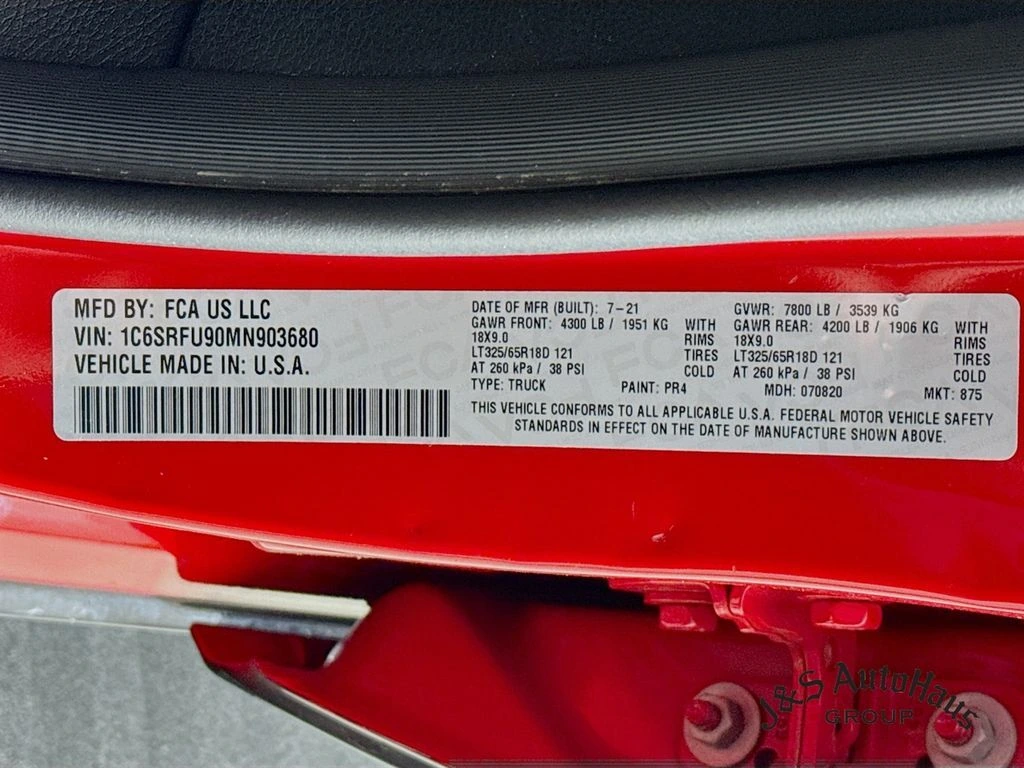 MFD BY: FCA US LLC
VIN: 1C6SRFU90MN903680
VEHICLE MADE IN: U.S.A.
DATE OF MFR (BUILT): 7-21
GAWR FRONT: 4300 LB / 1951 KG WITH
18X9.0 RIMS
LT325/65R18D 121 TIRES
AT 260 kPa / 38 PSI COLD
TYPE: TRUCK PAINT: PR4
GVWR: 7800 LB / 3539 KG
GAWR REAR: 4200 LB / 1906 KG WITH
18X9.0 RIMS
LT325/65R18D 121 TIRES
AT 260 kPa / 38 PSI COLD
MDH: 070820 MKT: 875
THIS VEHICLE CONFORMS TO ALL APPLICABLE U.S.A. FEDERAL MOTOR VEHICLE SAFETY
STANDARDS IN EFFECT ON THE DATE OF MANUFACTURE SHOWN ABOVE.
J&S AutoHaus
GROUP